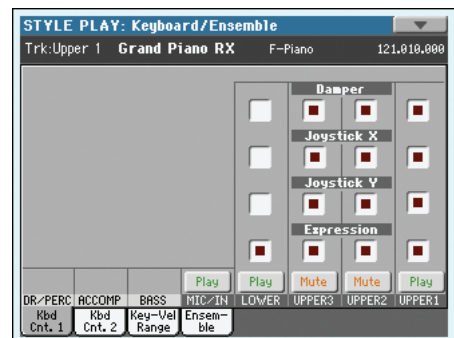 STYLE PLAY: Keyboard/Ensemble
Trk:Upper 1 Grand Piano RX F-Piano 121.010.000
Damper
Joystick X
Joystick Y
Expression
Play Play Mute Mute Play
DR/PERC ACCOMP BASS MIC/IN LOWER UPPER3 UPPER2 UPPER1
Kbd Kbd Key-Vel Ensem-
Cnt. 1 Cnt. 2 Range ble